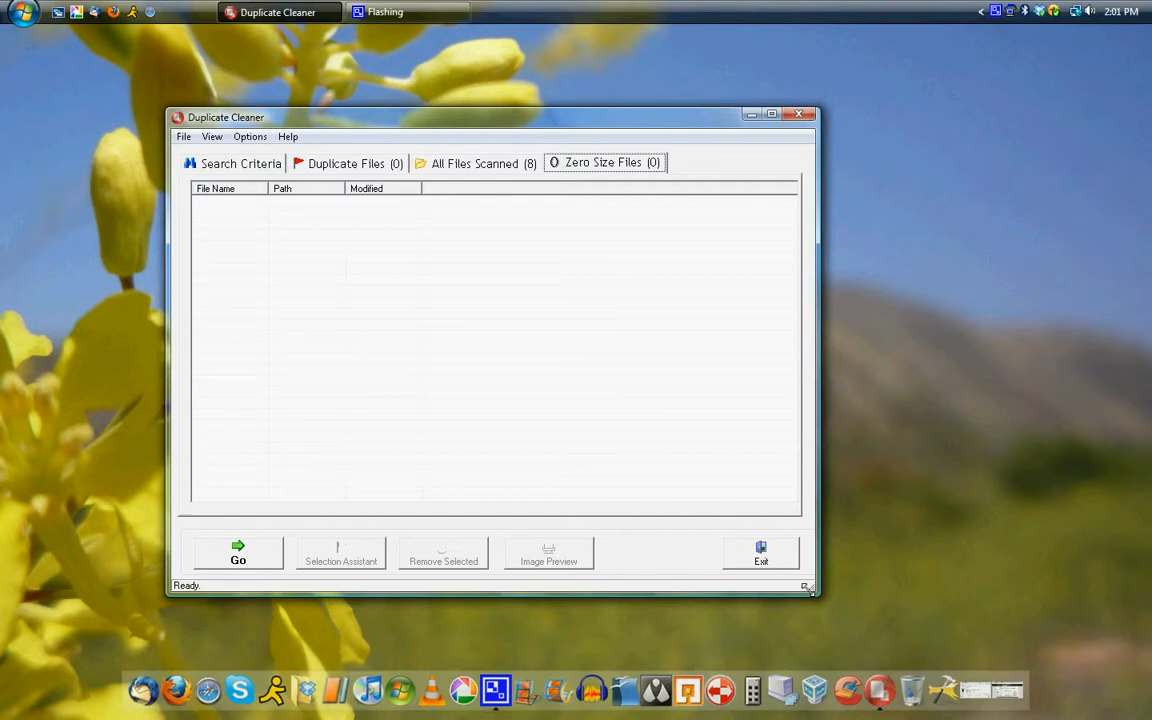 Duplicate Cleaner
Flashing
2:01 PM
Duplicate Cleaner
File View Options Help
Search Criteria
Duplicate Files (0)
All Files Scanned (8)
Zero Size Files (0)
File Name Path Modified
Go
Selection Assistant
Remove Selected
Image Preview
Exit
Ready.